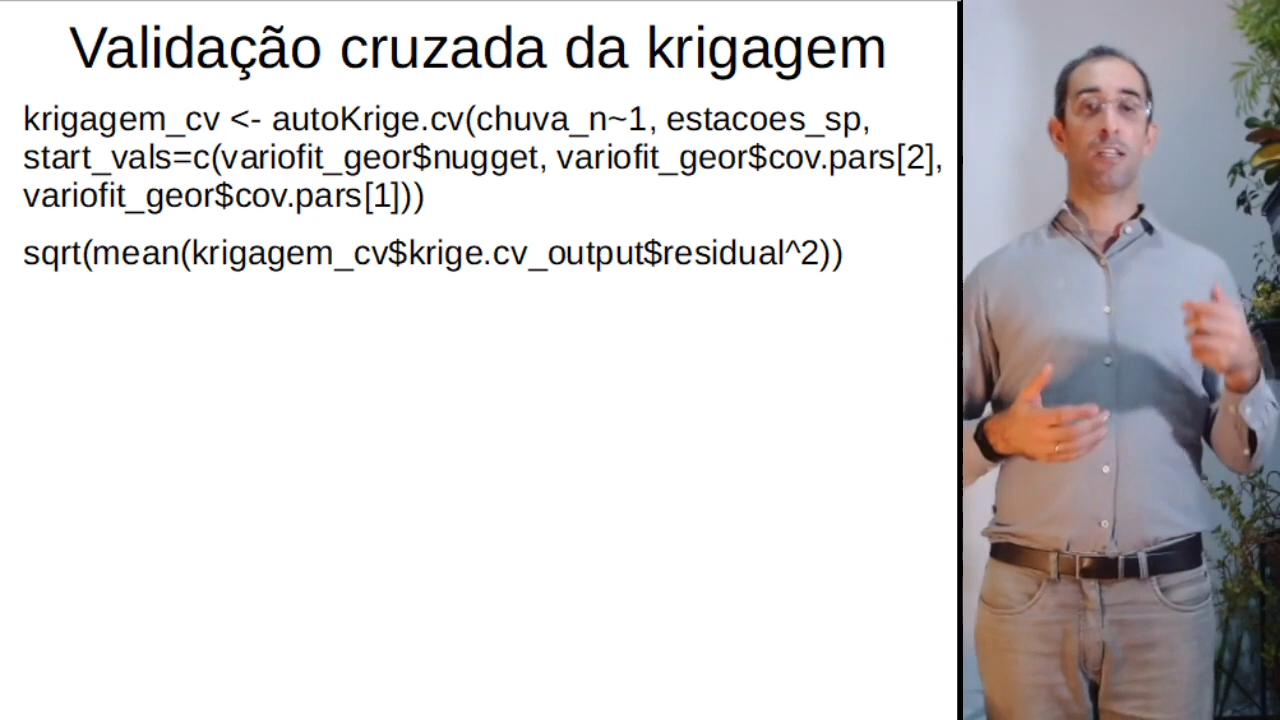 Validação cruzada da krigagem
krigagem_cv <- autoKrige.cv(chuva_n~1, estacoes_sp,
start_vals=c(variofit_geor$nugget, variofit_geor$cov.pars[2],
variofit_geor$cov.pars[1]))
sqrt(mean(krigagem_cv$krige.cv_output$residual^2))